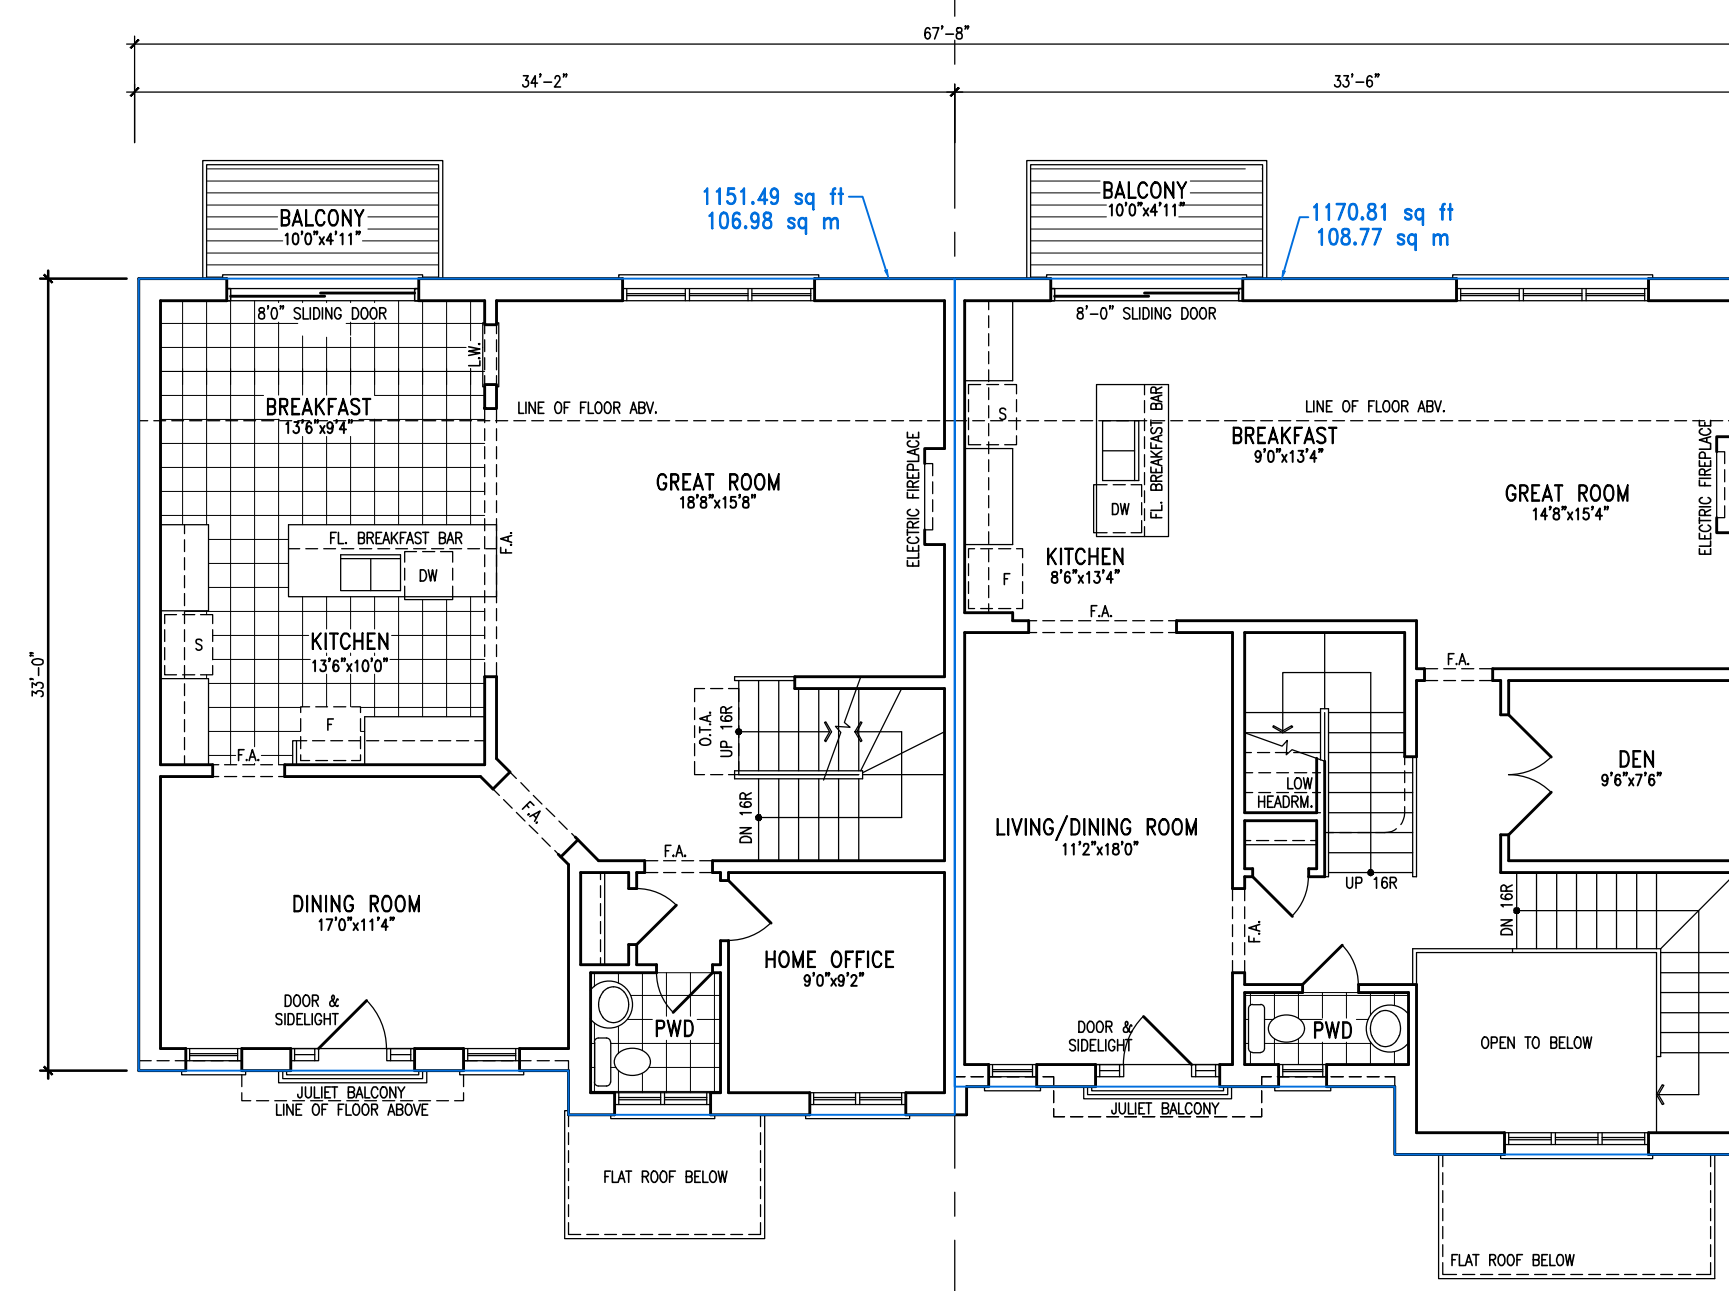 67'-8"
34'-2"
33'-6"
BALCONY
10'0"x4'11"
1151.49 sq ft
106.98 sq m
BALCONY
10'0"x4'11"
1170.81 sq ft
108.77 sq m
8'0" SLIDING DOOR
8'-0" SLIDING DOOR
L.W.
BREAKFAST
13'6"x9'4"
LINE OF FLOOR ABV.
GREAT ROOM
18'8"x15'8"
ELECTRIC FIREPLACE
FL. BREAKFAST BAR
DW
F.A.
S
KITCHEN
13'6"x10'0"
F
F.A.
33'-0"
O.T.A.
UP 16R
DN 16R
F.A.
F.A.
DINING ROOM
17'0"x11'4"
HOME OFFICE
9'0"x9'2"
DOOR &
SIDELIGHT
PWD
JULIET BALCONY
LINE OF FLOOR ABOVE
FLAT ROOF BELOW
S
FL. BREAKFAST BAR
DW
LINE OF FLOOR ABV.
BREAKFAST
9'0"x13'4"
GREAT ROOM
14'8"x15'4"
ELECTRIC FIREPLACE
KITCHEN
8'6"x13'4"
F
F.A.
F.A.
DEN
9'6"x7'6"
LOW
HEADRM.
LIVING/DINING ROOM
11'2"x18'0"
UP 16R
DN 16R
F.A.
DOOR &
SIDELIGHT
PWD
OPEN TO BELOW
JULIET BALCONY
FLAT ROOF BELOW